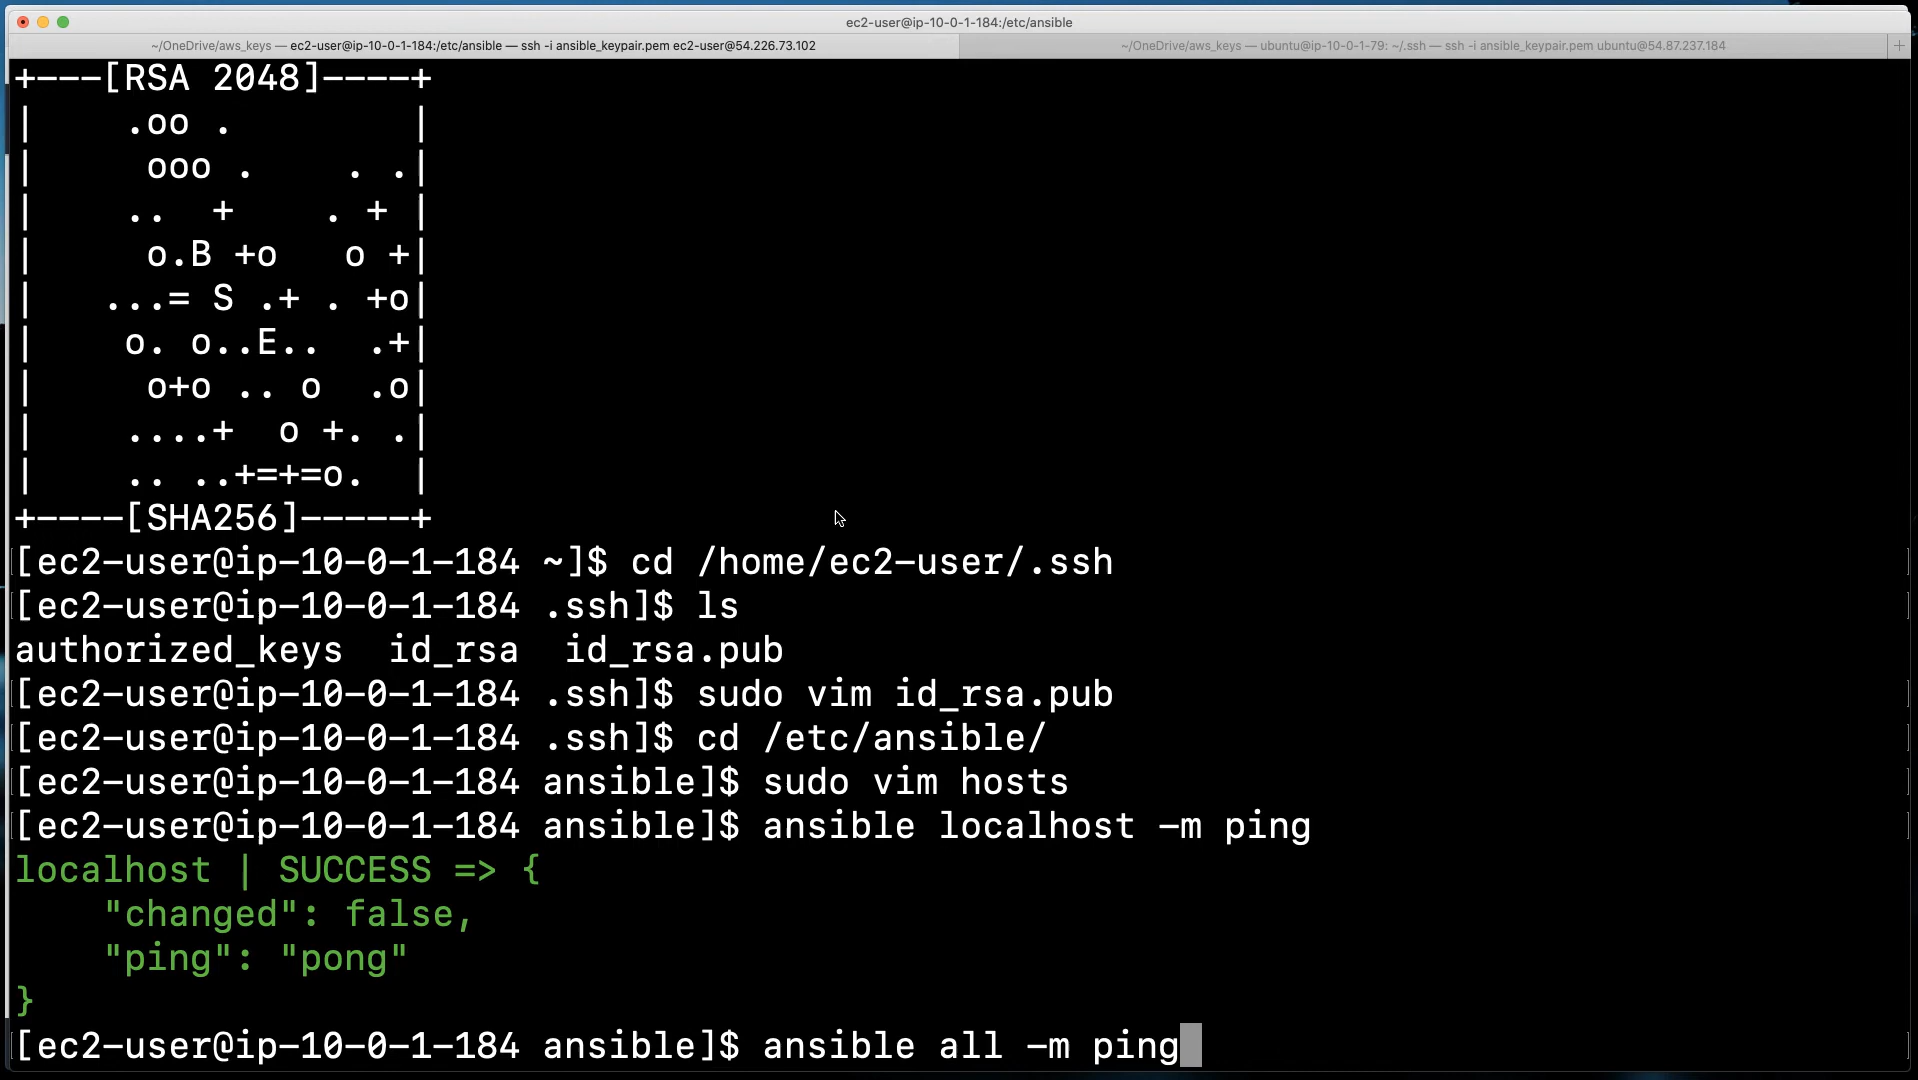 ec2-user@ip-10-0-1-184:/etc/ansible
~/OneDrive/aws_keys — ec2-user@ip-10-0-1-184:/etc/ansible — ssh -i ansible_keypair.pem ec2-user@54.226.73.102
~/OneDrive/aws_keys — ubuntu@ip-10-0-1-79: ~/.ssh — ssh -i ansible_keypair.pem ubuntu@54.87.237.184
+
+---[RSA 2048]----+
|     .oo .         |
|      ooo .    . .|
|     ..  +    . + |
|      o.B +o   o +|
|    ...= S .+ . +o|
|     o. o..E..  .+|
|      o+o .. o  .o|
|     ....+  o +. .|
|     .. ..+=+=o.  |
+----[SHA256]-----+
[ec2-user@ip-10-0-1-184 ~]$ cd /home/ec2-user/.ssh
[ec2-user@ip-10-0-1-184 .ssh]$ ls
authorized_keys  id_rsa  id_rsa.pub
[ec2-user@ip-10-0-1-184 .ssh]$ sudo vim id_rsa.pub
[ec2-user@ip-10-0-1-184 .ssh]$ cd /etc/ansible/
[ec2-user@ip-10-0-1-184 ansible]$ sudo vim hosts
[ec2-user@ip-10-0-1-184 ansible]$ ansible localhost -m ping
localhost | SUCCESS => {
    "changed": false,
    "ping": "pong"
}
[ec2-user@ip-10-0-1-184 ansible]$ ansible all -m ping